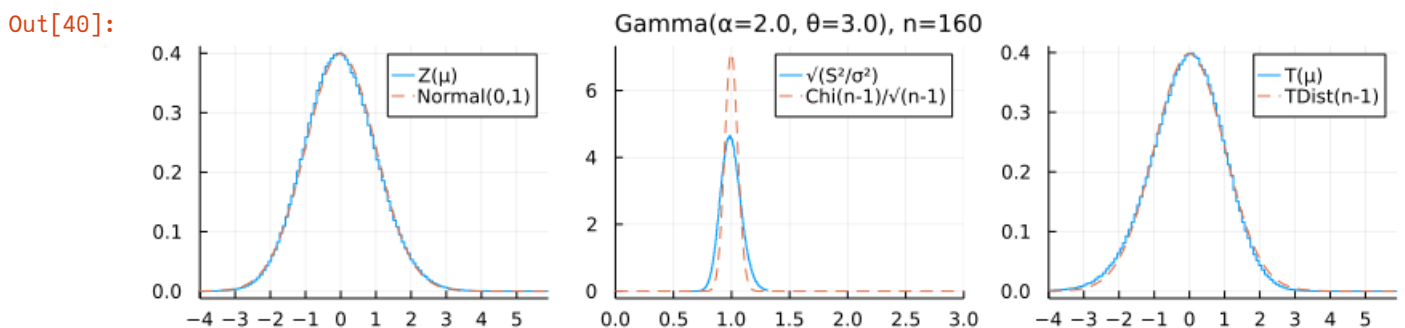 Out[40]:
Gamma(α=2.0, θ=3.0), n=160
0.4
0.3
0.2
0.1
0.0
−4 −3 −2 −1 0 1 2 3 4 5
Z(μ)
Normal(0,1)
6
4
2
0
0.0 0.5 1.0 1.5 2.0 2.5 3.0
√(S²/σ²)
Chi(n-1)/√(n-1)
0.4
0.3
0.2
0.1
0.0
−4 −3 −2 −1 0 1 2 3 4 5
T(μ)
TDist(n-1)